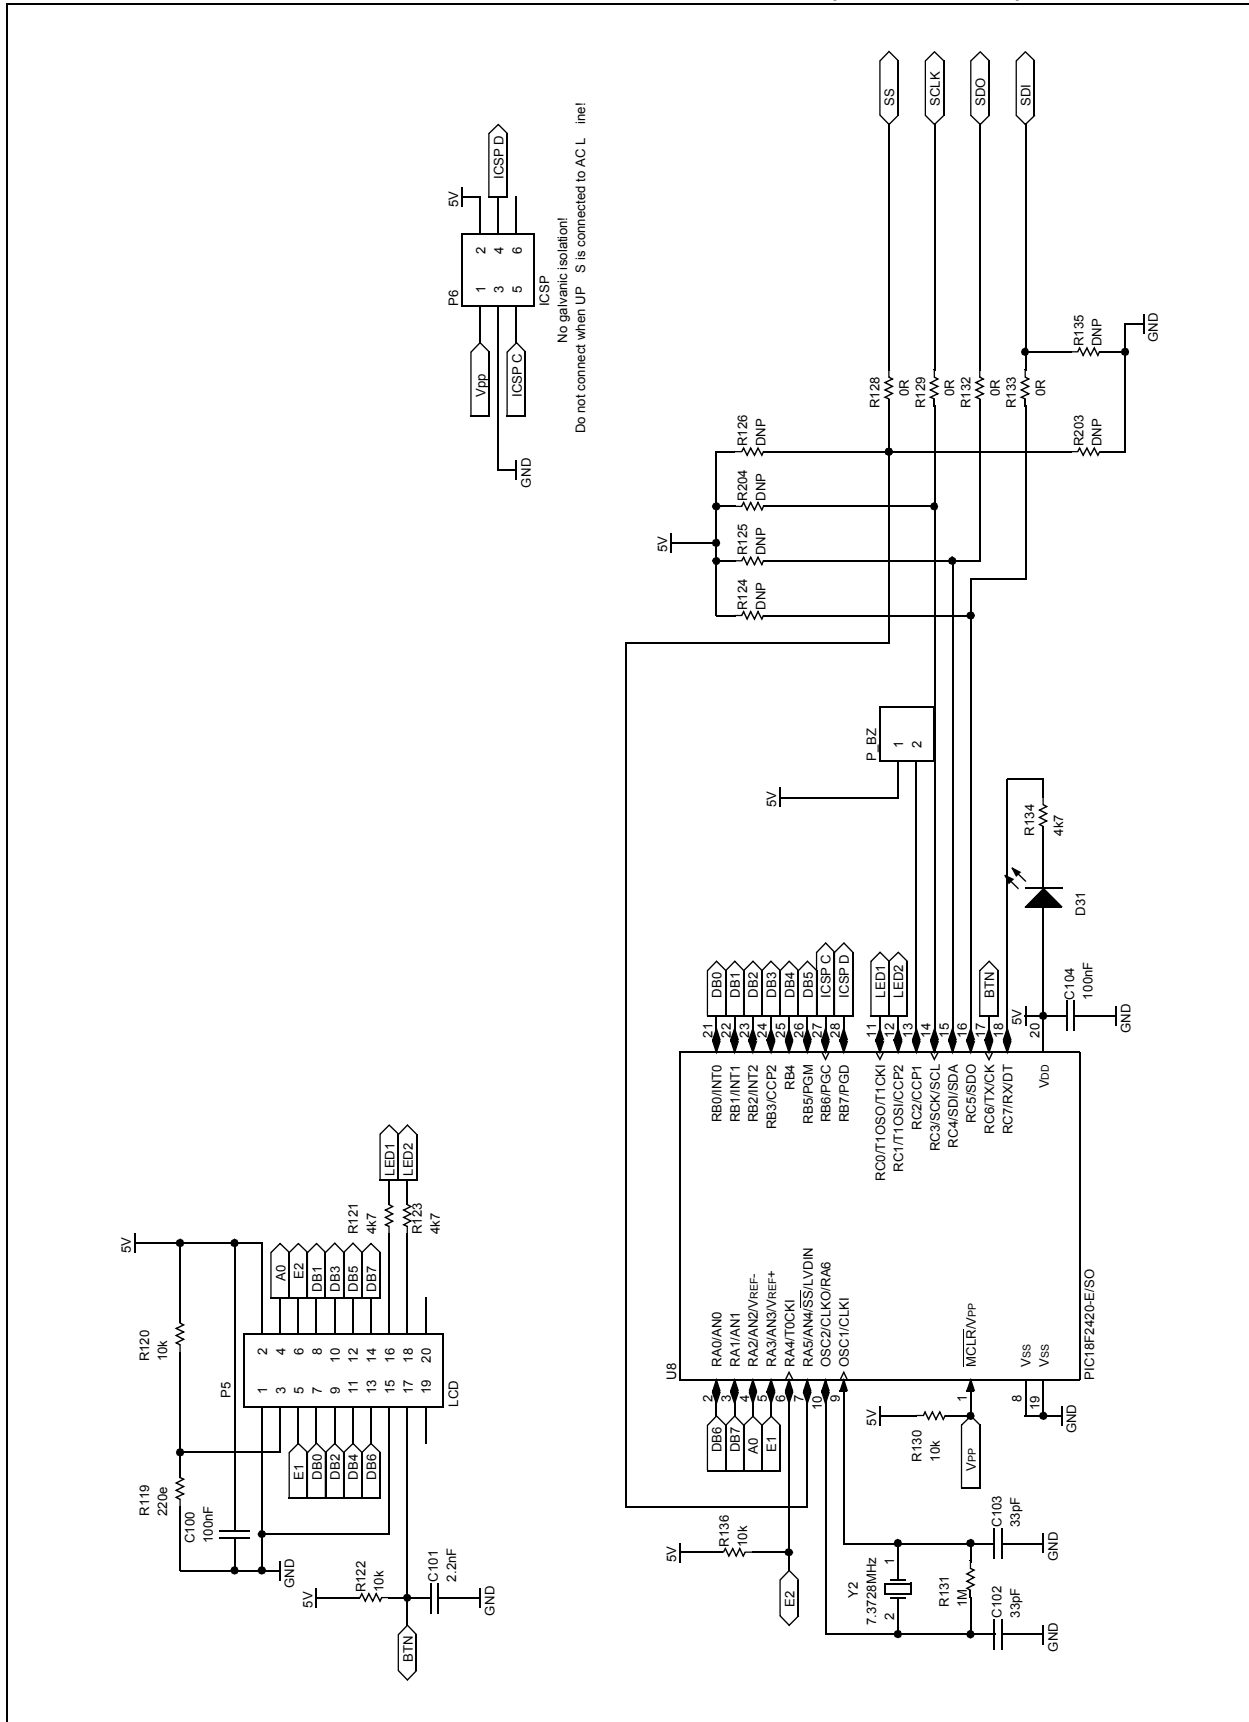 5V
R120
10k
R119
220e
C100
100nF
GND
P5
1 2
3 4
5 6
7 8
9 10
11 12
13 14
15 16
17 18
19 20
LCD
A0
E2
DB1
DB3
DB5
DB7
E1
DB0
DB2
DB4
DB6
R121
4k7
R123
4k7
LED1
LED2
5V
R122
10k
C101
2.2nF
GND
BTN
P6
1 2
3 4
5 6
ICSP
5V
Vpp
ICSP C
ICSP D
GND
No galvanic isolation!
Do not connect when UP S is connected to AC L ine!
U8
2 RA0/AN0
3 RA1/AN1
4 RA2/AN2/VREF-
5 RA3/AN3/VREF+
6 RA4/T0CKI
7 RA5/AN4/SS/LVDIN
10 OSC2/CLKO/RA6
9 OSC1/CLKI
1 MCLR/VPP
8 VSS
19 VSS
PIC18F2420-E/SO
RB0/INT0 21
RB1/INT1 22
RB2/INT2 23
RB3/CCP2 24
RB4 25
RB5/PGM 26
RB6/PGC 27
RB7/PGD 28
RC0/T1OSO/T1CKI 11
RC1/T1OSI/CCP2 12
RC2/CCP1 13
RC3/SCK/SCL 14
RC4/SDI/SDA 15
RC5/SDO 16
RC6/TX/CK 17
RC7/RX/DT 18
VDD 20
DB6
DB7
A0
E1
5V
R136
10k
E2
Y2
7.3728MHz
2 1
R131
1M
C102
33pF
GND
C103
33pF
GND
5V
R130
10k
VPP
GND
DB0
DB1
DB2
DB3
DB4
DB5
ICSP C
ICSP D
LED1
LED2
BTN
5V
C104
100nF
GND
D31
R134
4k7
5V
P_BZ
1
2
5V
R124
DNP
R125
DNP
R204
DNP
R126
DNP
R128
0R
R129
0R
R132
0R
R133
0R
R203
DNP
R135
DNP
GND
SS
SCLK
SDO
SDI